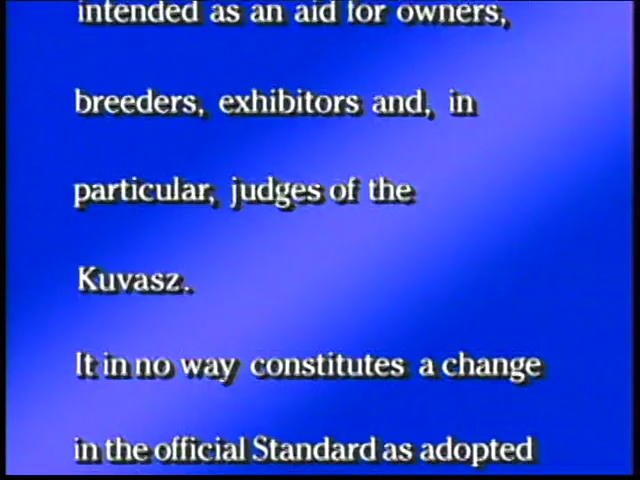 intended as an aid for owners,
breeders, exhibitors and, in
particular, judges of the
Kuvasz.
It in no way constitutes a change
in the official Standard as adopted